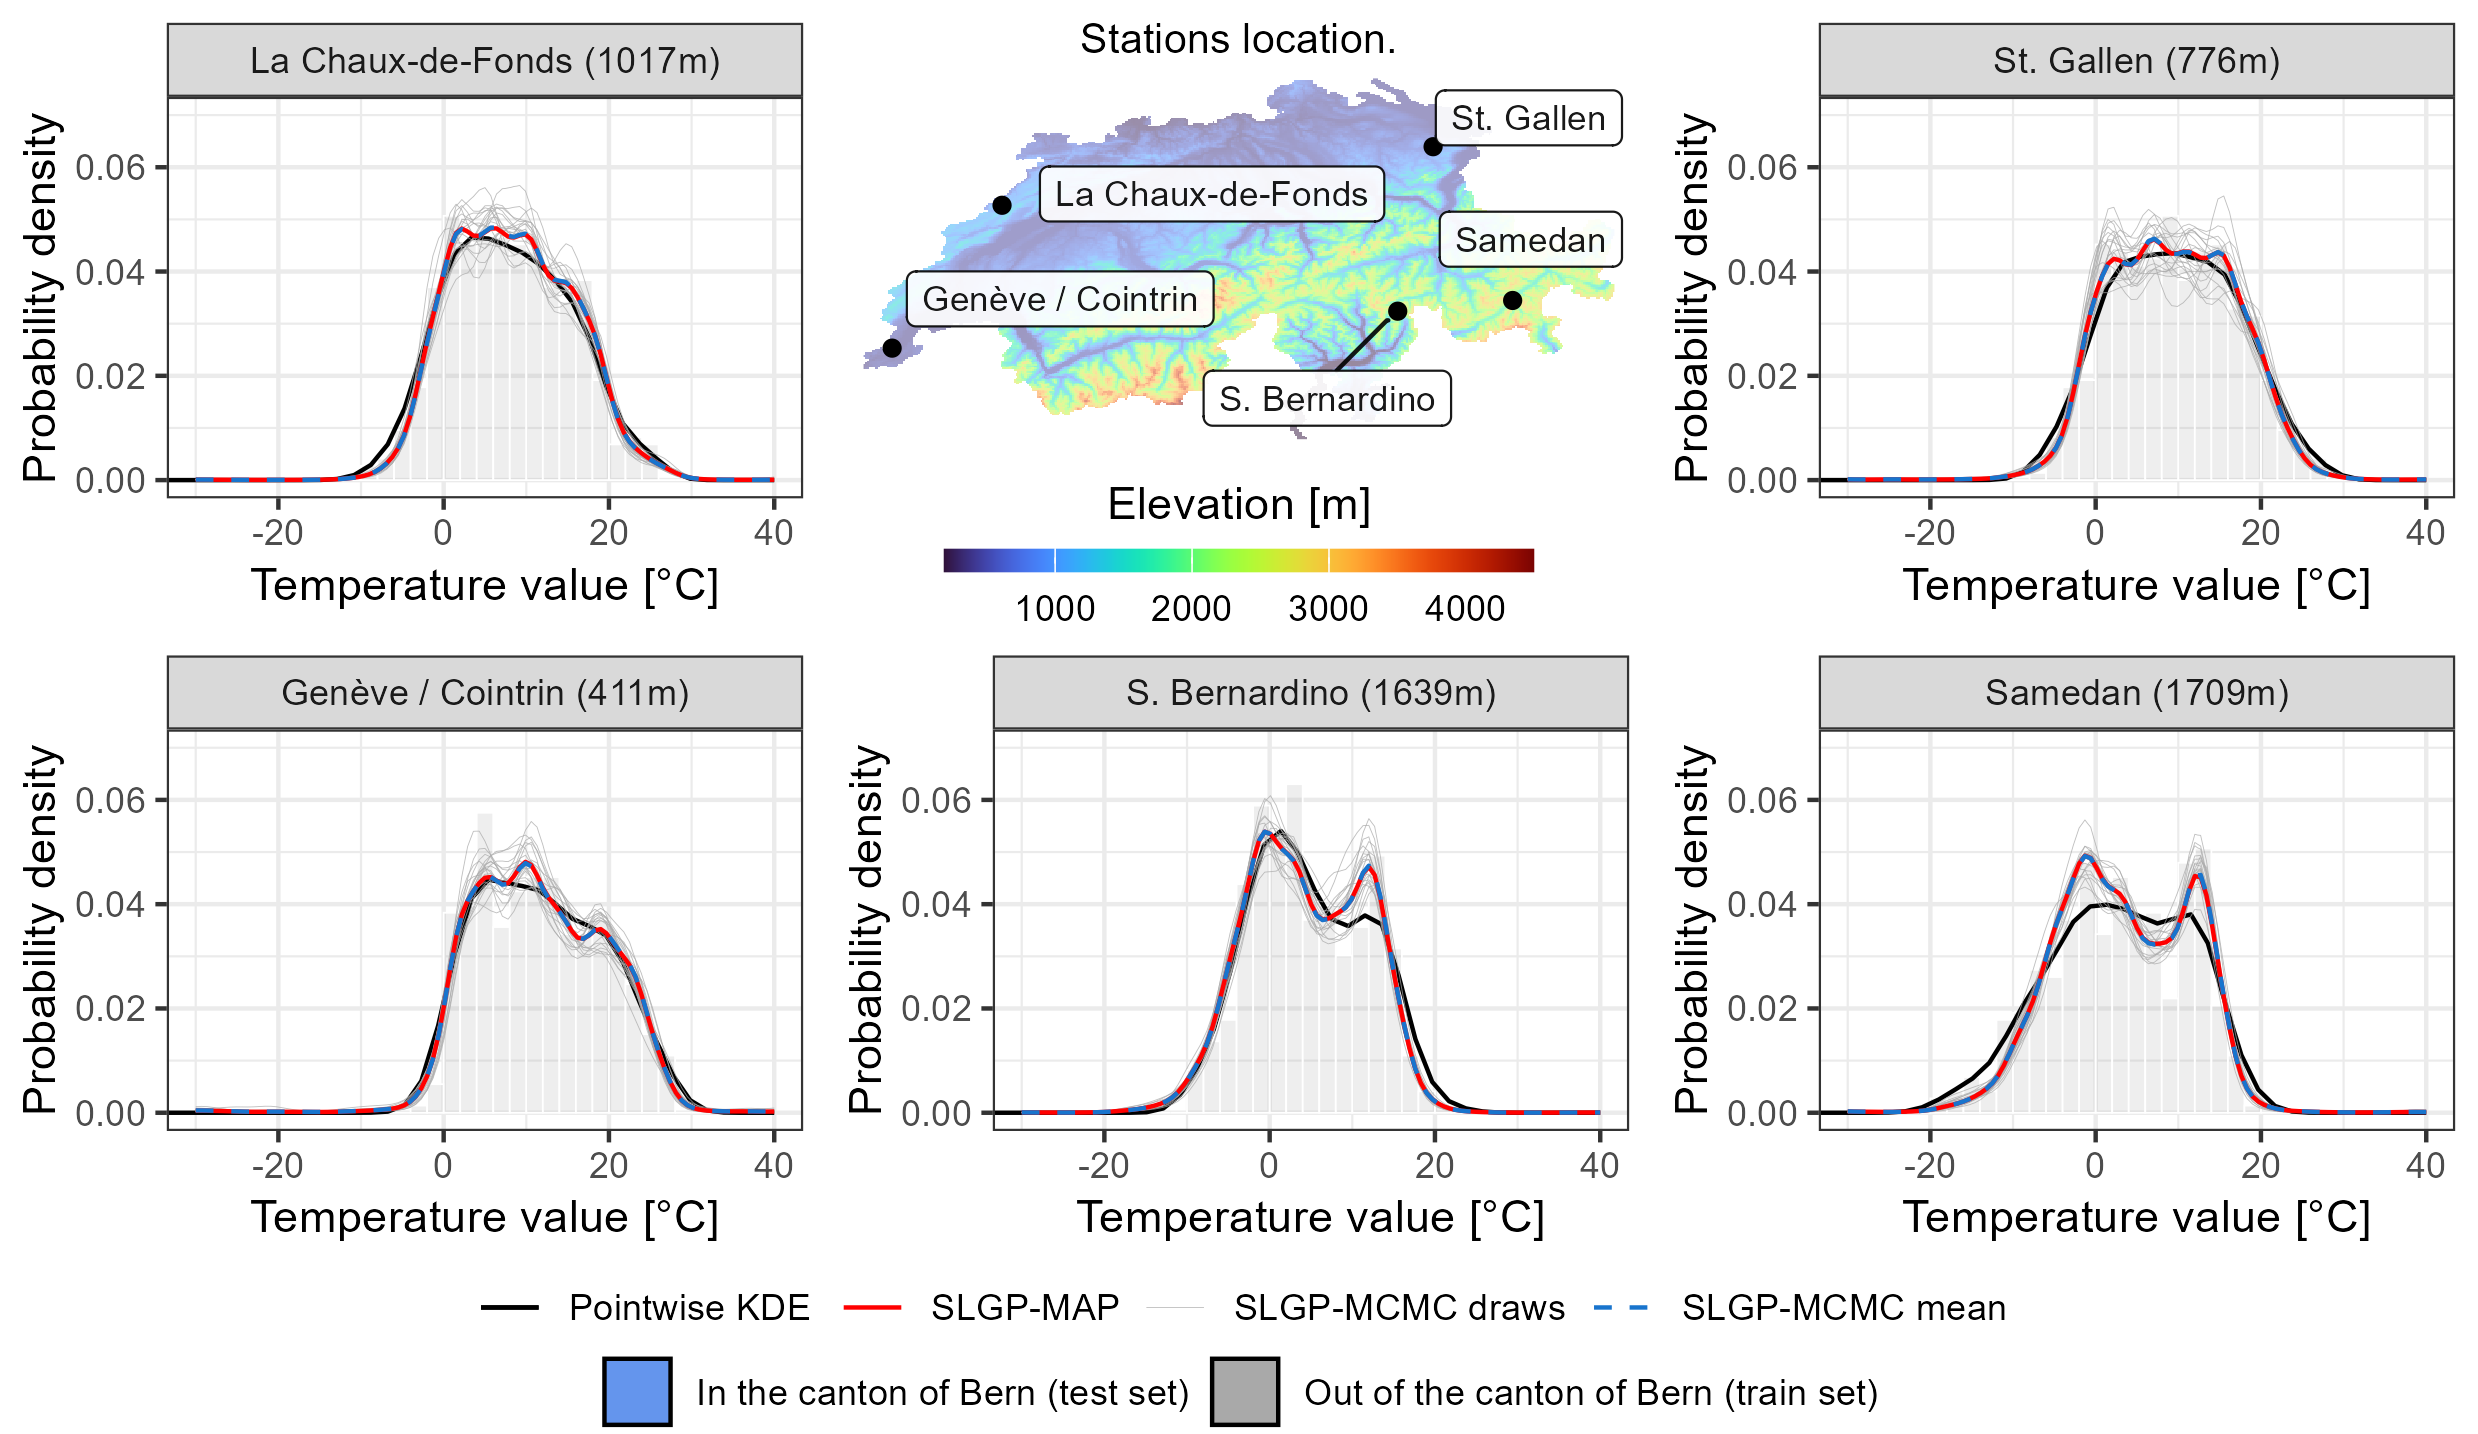 La Chaux-de-Fonds (1017m)
Probability density
0.06
0.04
0.02
0.00
-20
0
20
40
Temperature value [°C]
Stations location.
St. Gallen
La Chaux-de-Fonds
Samedan
Genève / Cointrin
S. Bernardino
Elevation [m]
1000
2000
3000
4000
St. Gallen (776m)
Probability density
0.06
0.04
0.02
0.00
-20
0
20
40
Temperature value [°C]
Genève / Cointrin (411m)
Probability density
0.06
0.04
0.02
0.00
-20
0
20
40
Temperature value [°C]
S. Bernardino (1639m)
Probability density
0.06
0.04
0.02
0.00
-20
0
20
40
Temperature value [°C]
Samedan (1709m)
Probability density
0.06
0.04
0.02
0.00
-20
0
20
40
Temperature value [°C]
Pointwise KDE
SLGP-MAP
SLGP-MCMC draws
SLGP-MCMC mean
In the canton of Bern (test set)
Out of the canton of Bern (train set)